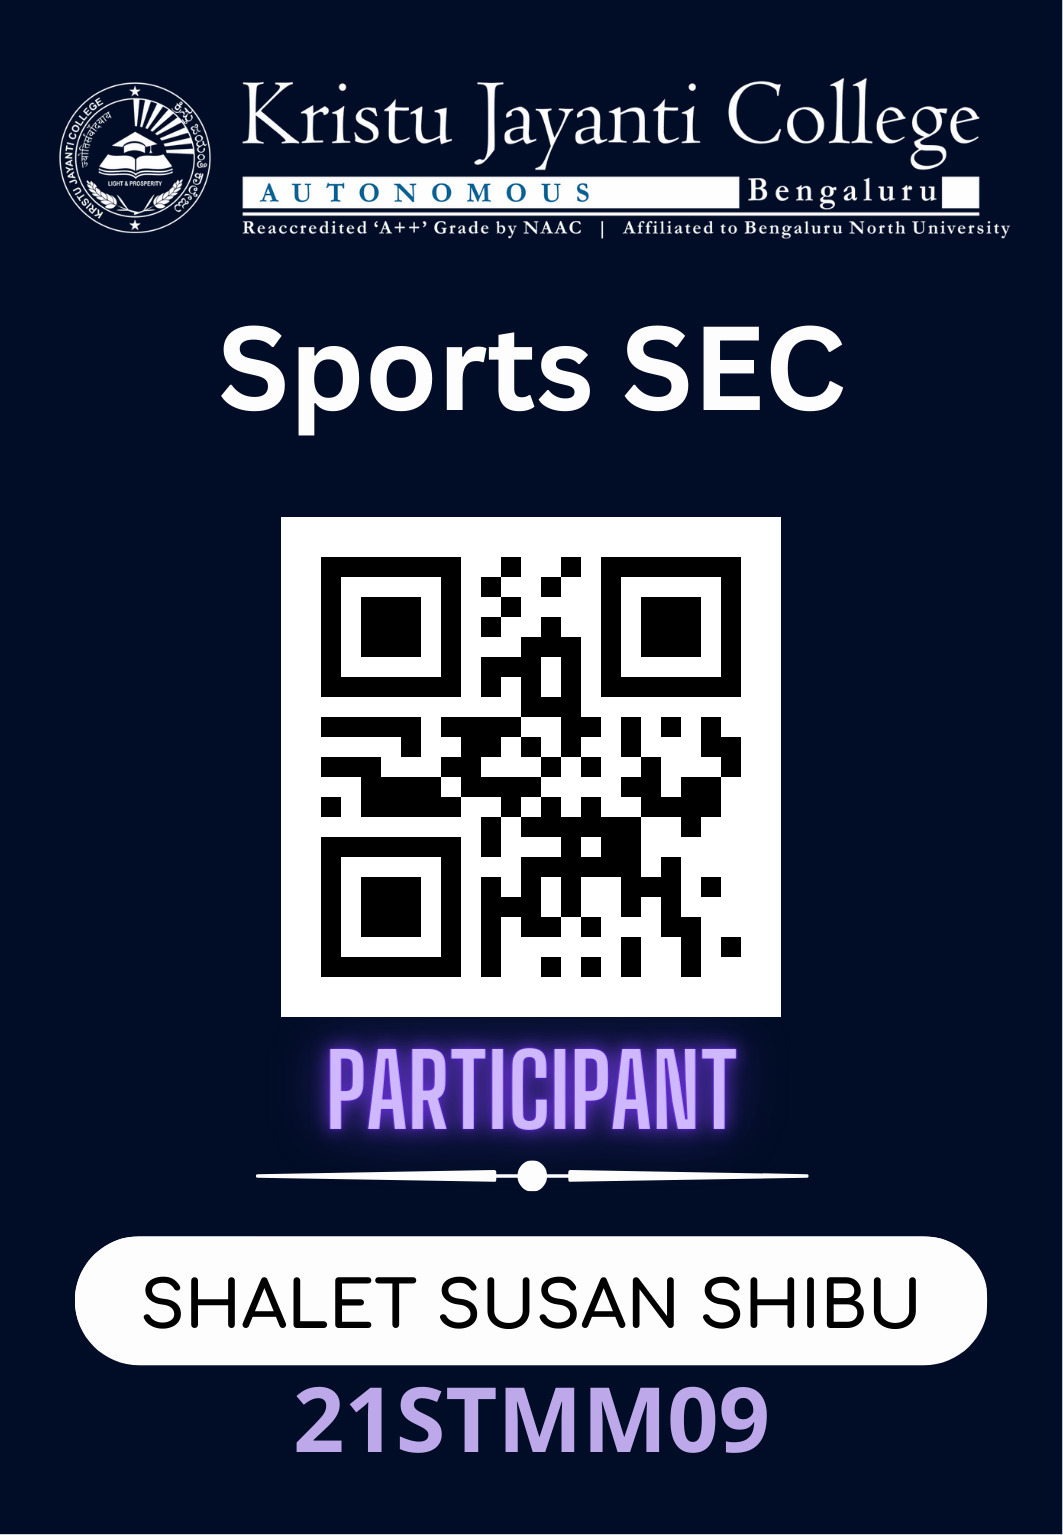 KRISTU JAYANTI COLLEGE
LIGHT & PROSPERITY
Kristu Jayanti College
AUTONOMOUS Bengaluru
Reaccredited ‘A++’ Grade by NAAC | Affiliated to Bengaluru North University
Sports SEC
PARTICIPANT
SHALET SUSAN SHIBU
21STMM09